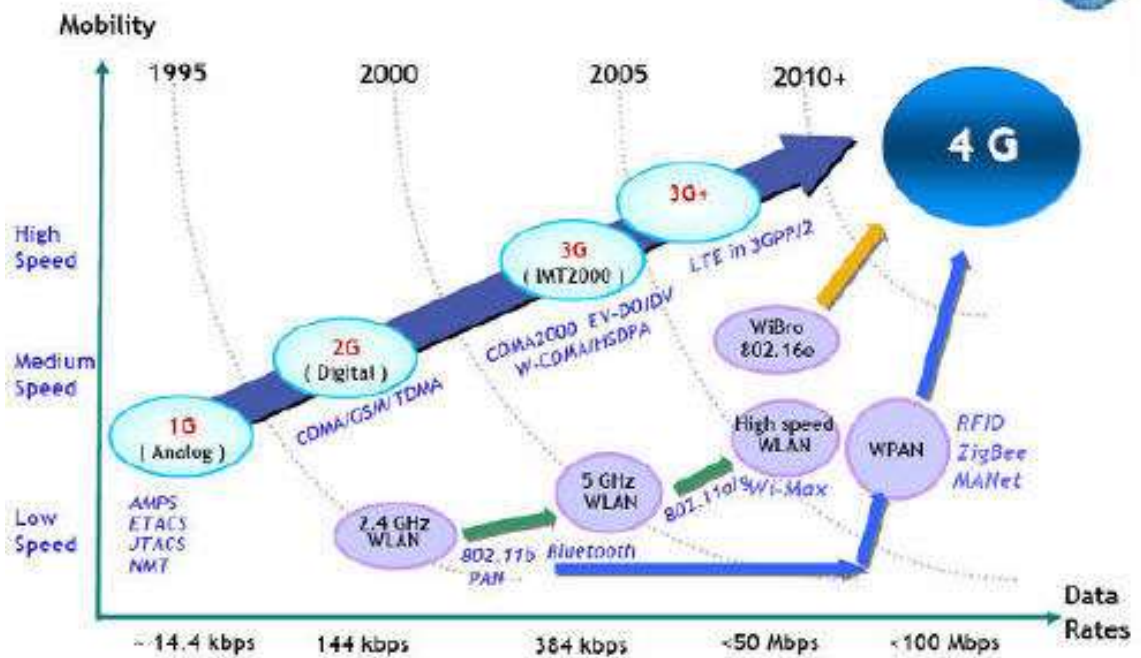 Mobility
1995
2000
2005
2010+
4 G
3G+
High
Speed
3G
( IMT2000 )
LTE in 3GPP/2
WiBro
802.16e
CDMA2000 EV-DO/DV
W-CDMA/HSDPA
Medium
Speed
2G
( Digital )
CDMA/GSM/TDMA
1G
( Analog )
High speed
WLAN
WPAN
RFID
ZigBee
MANet
5 GHz
WLAN
802.11a/g
Wi-Max
AMPS
ETACS
JTACS
NMT
Low
Speed
2.4 GHz
WLAN
802.11b
PAN
Bluetooth
Data
Rates
~ 14.4 kbps
144 kbps
384 kbps
<50 Mbps
<100 Mbps